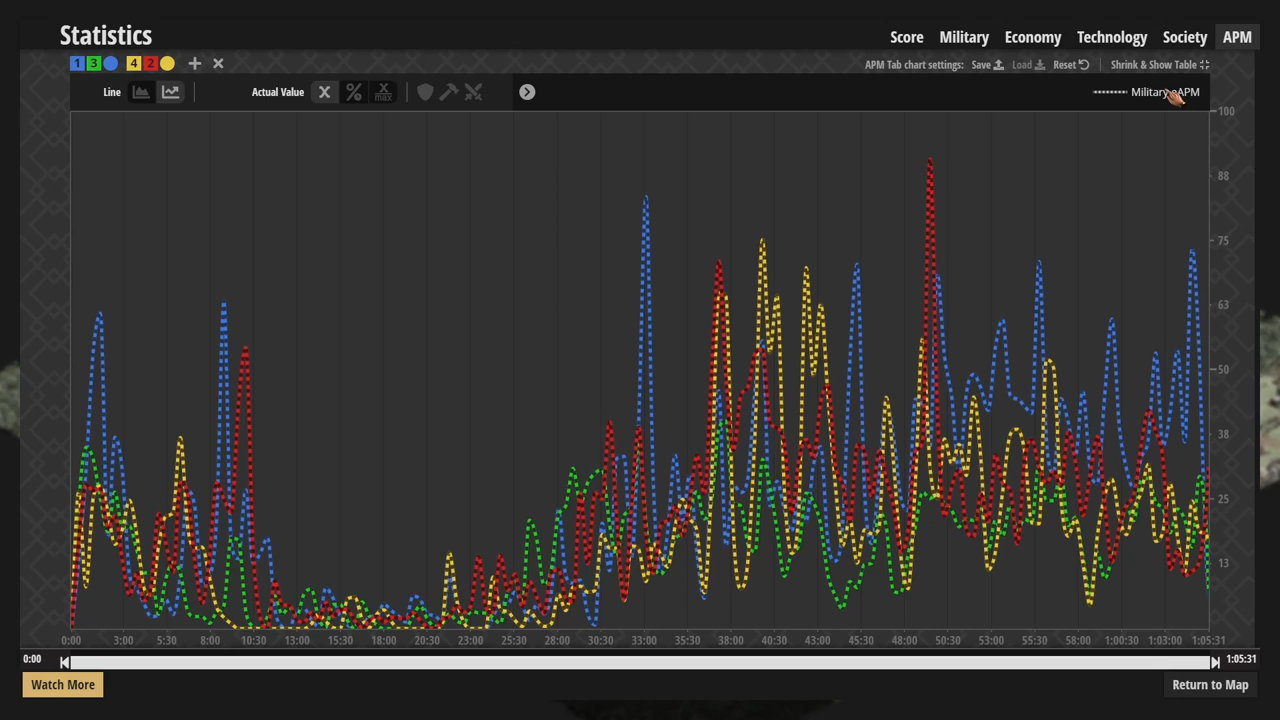 Statistics
Score Military Economy Technology Society APM
1 3 4 2
APM Tab chart settings: Save Load Reset Shrink & Show Table
Line Actual Value X % X max
Military eAPM
100
88
75
63
50
38
25
13
0:00 3:00 5:30 8:00 10:30 13:00 15:30 18:00 20:30 23:00 25:30 28:00 30:30 33:00 35:30 38:00 40:30 43:00 45:30 48:00 50:30 53:00 55:30 58:00 1:00:30 1:03:00 1:05:31
0:00 1:05:31
Watch More Return to Map